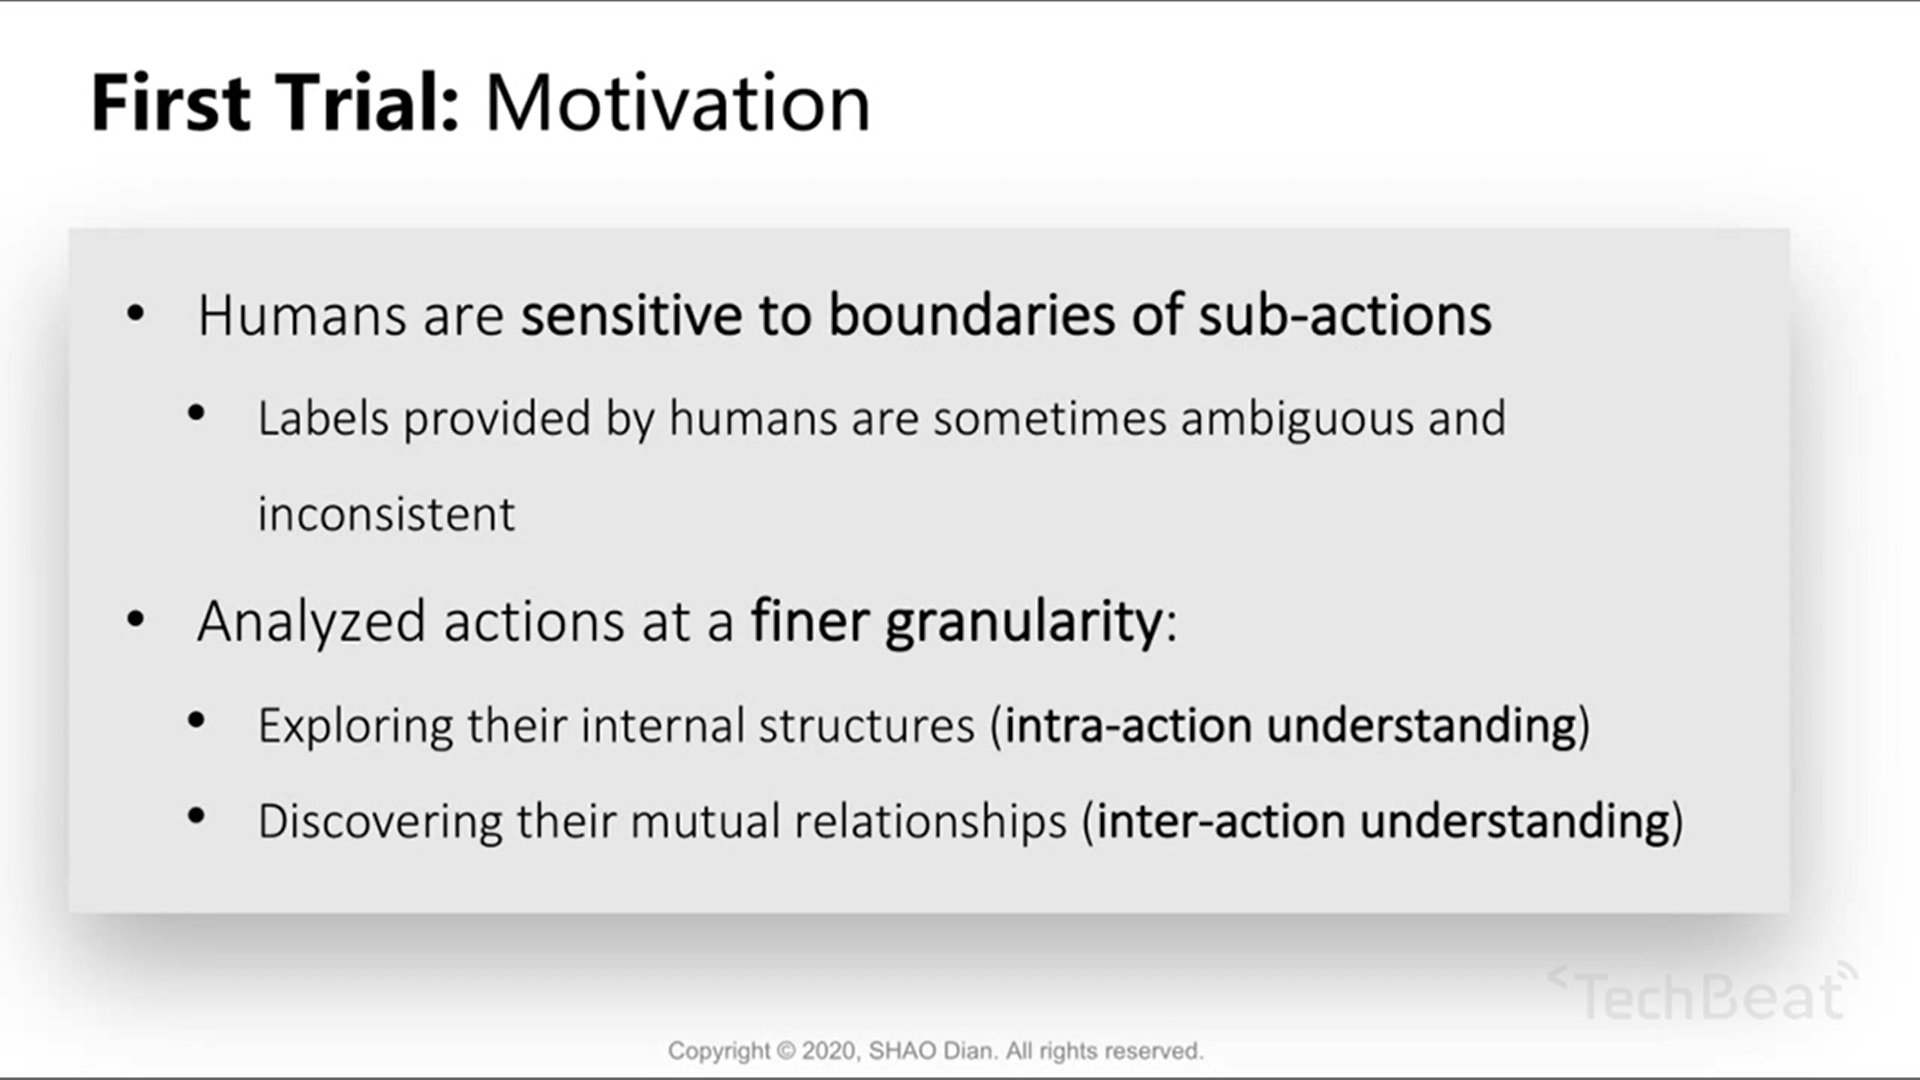 First Trial: Motivation
• Humans are sensitive to boundaries of sub-actions
• Labels provided by humans are sometimes ambiguous and
inconsistent
• Analyzed actions at a finer granularity:
• Exploring their internal structures (intra-action understanding)
• Discovering their mutual relationships (inter-action understanding)
TechBeat
Copyright © 2020, SHAO Dian. All rights reserved.